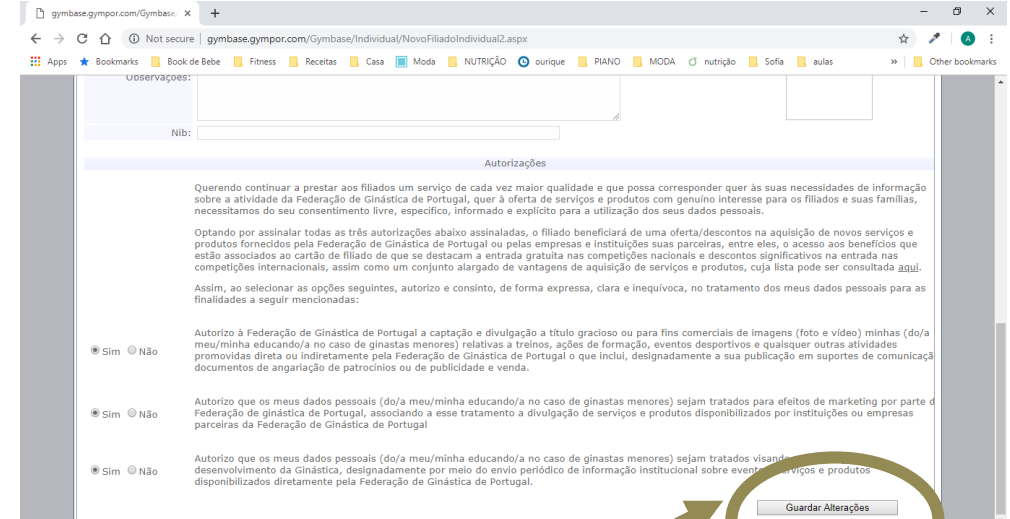 gymbase.gympor.com/Gymbase
Not secure | gymbase.gympor.com/Gymbase/Individual/NovoFiliadoIndividual2.aspx
A
Apps Bookmarks Book de Bebe Fitness Receitas Casa Moda NUTRIÇÃO ourique PIANO MODA nutrição Sofia aulas » Other bookmarks
Observações:
Nib:
Autorizações
Querendo continuar a prestar aos filiados um serviço de cada vez maior qualidade e que possa corresponder quer às suas necessidades de informação
sobre a atividade da Federação de Ginástica de Portugal, quer à oferta de serviços e produtos com genuíno interesse para os filiados e suas famílias,
necessitamos do seu consentimento livre, especifico, informado e explícito para a utilização dos seus dados pessoais.
Optando por assinalar todas as três autorizações abaixo assinaladas, o filiado beneficiará de uma oferta/descontos na aquisição de novos serviços e
produtos fornecidos pela Federação de Ginástica de Portugal ou pelas empresas e instituições suas parceiras, entre eles, o acesso aos benefícios que
estão associados ao cartão de filiado de que se destacam a entrada gratuita nas competições nacionais e descontos significativos na entrada nas
competições internacionais, assim como um conjunto alargado de vantagens de aquisição de serviços e produtos, cuja lista pode ser consultada aqui.
Assim, ao selecionar as opções seguintes, autorizo e consinto, de forma expressa, clara e inequívoca, no tratamento dos meus dados pessoais para as
finalidades a seguir mencionadas:
Autorizo à Federação de Ginástica de Portugal a captação e divulgação a título gracioso ou para fins comerciais de imagens (foto e vídeo) minhas (do/a
meu/minha educando/a no caso de ginastas menores) relativas a treinos, ações de formação, eventos desportivos e quaisquer outras atividades
Sim Não
promovidas direta ou indiretamente pela Federação de Ginástica de Portugal o que inclui, designadamente a sua publicação em suportes de comunicaçã
documentos de angariação de patrocínios ou de publicidade e venda.
Autorizo que os meus dados pessoais (do/a meu/minha educando/a no caso de ginastas menores) sejam tratados para efeitos de marketing por parte d
Sim Não
Federação de ginástica de Portugal, associando a esse tratamento a divulgação de serviços e produtos disponibilizados por instituições ou empresas
parceiras da Federação de Ginástica de Portugal
Autorizo que os meus dados pessoais (do/a meu/minha educando/a no caso de ginastas menores) sejam tratados visando
Sim Não
desenvolvimento da Ginástica, designadamente por meio do envio periódico de informação institucional sobre event serviços e produtos
disponibilizados diretamente pela Federação de Ginástica de Portugal.
Guardar Alterações